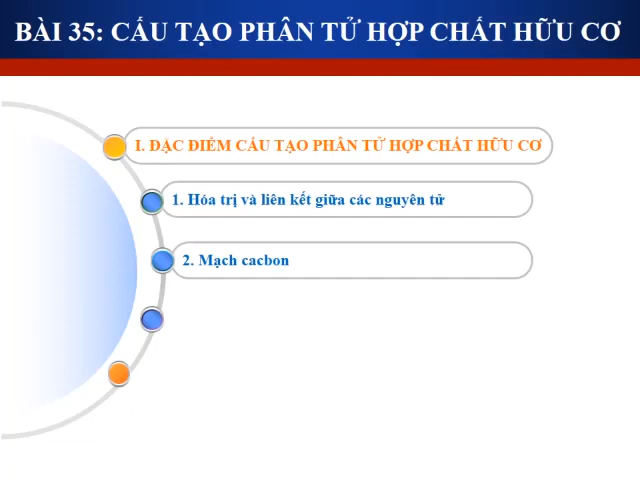 BÀI 35: CẤU TẠO PHÂN TỬ HỢP CHẤT HỮU CƠ
I. ĐẶC ĐIỂM CẤU TẠO PHÂN TỬ HỢP CHẤT HỮU CƠ
1. Hóa trị và liên kết giữa các nguyên tử
2. Mạch cacbon